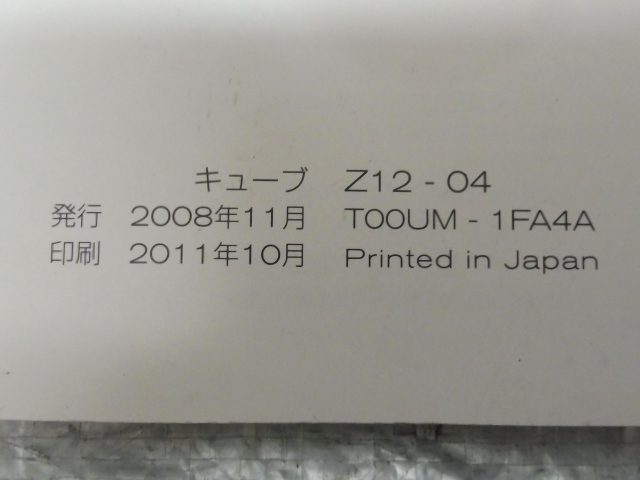 キューブ Z12 - 04
発行 2008年11月 T00UM - 1FA4A
印刷 2011年10月 Printed in Japan